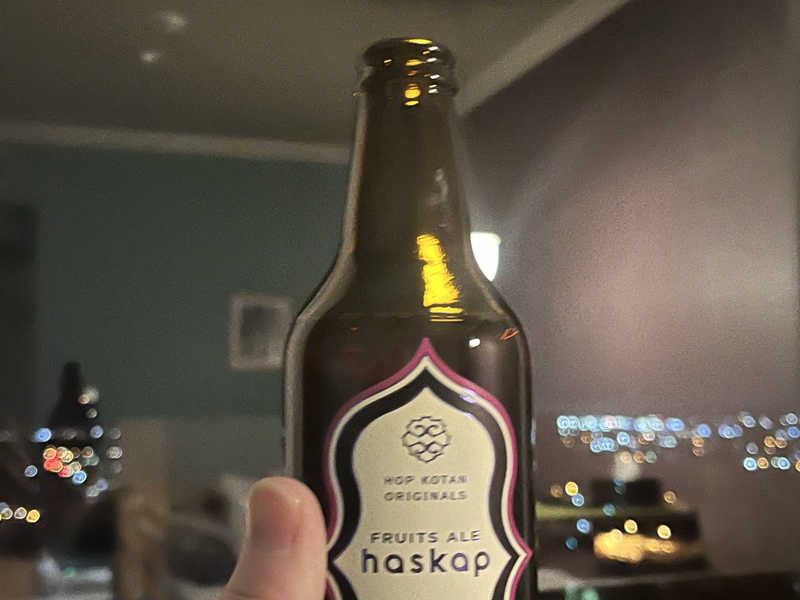 HOP KOTAN
ORIGINALS
FRUITS ALE
haskap